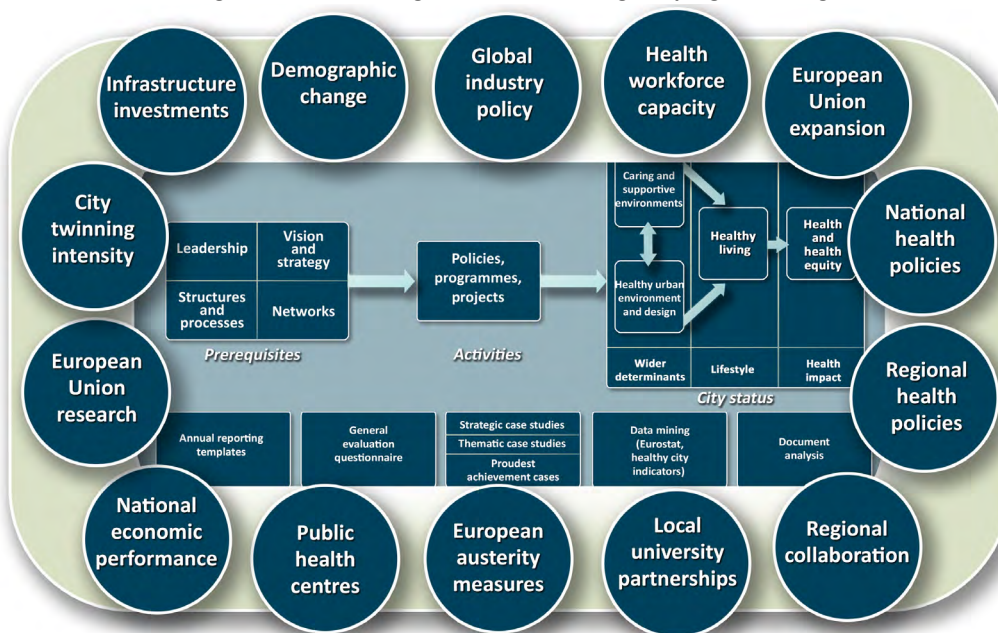 Infrastructure
investments
Demographic
change
Global
industry
policy
Health
workforce
capacity
European
Union
expansion
City
twinning
intensity
National
health
policies
European
Union
research
Regional
health
policies
National
economic
performance
Public
health
centres
European
austerity
measures
Local
university
partnerships
Regional
collaboration
Leadership
Vision
and
strategy
Structures
and
processes
Networks
Prerequisites
Policies,
programmes,
projects
Activities
Caring and
supportive
environments
Healthy urban
environment
and design
Healthy
living
Health
and
health
equity
Wider
determinants
Lifestyle
Health
impact
City status
Annual reporting
templates
General
evaluation
questionnaire
Strategic case studies
Thematic case studies
Proudest
achievement cases
Data mining
(Eurostat,
healthy city
indicators)
Document
analysis